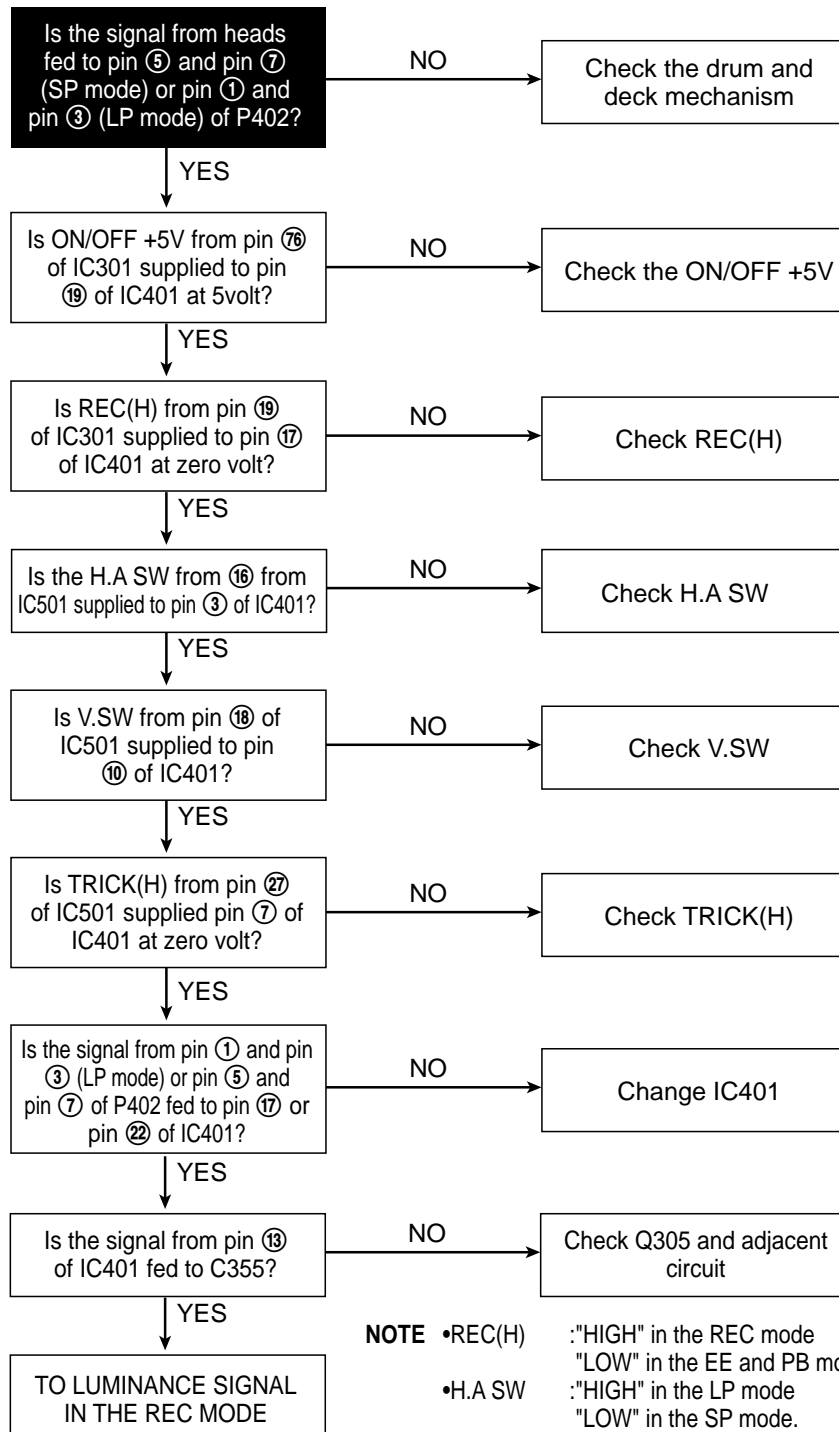 Is the signal from heads
fed to pin ⑤ and pin ⑦
(SP mode) or pin ① and
pin ③ (LP mode) of P402?
NO
Check the drum and
deck mechanism
YES
Is ON/OFF +5V from pin 76
of IC301 supplied to pin
⑲ of IC401 at 5volt?
NO
Check the ON/OFF +5V
YES
Is REC(H) from pin ⑲
of IC301 supplied to pin ⑰
of IC401 at zero volt?
NO
Check REC(H)
YES
Is the H.A SW from ⑯ from
IC501 supplied to pin ③ of IC401?
NO
Check H.A SW
YES
Is V.SW from pin ⑱ of
IC501 supplied to pin
⑩ of IC401?
NO
Check V.SW
YES
Is TRICK(H) from pin ㉗
of IC501 supplied pin ⑦ of
IC401 at zero volt?
NO
Check TRICK(H)
YES
Is the signal from pin ① and pin
③ (LP mode) or pin ⑤ and
pin ⑦ of P402 fed to pin ⑰ or
pin ㉒ of IC401?
NO
Change IC401
YES
Is the signal from pin ⑬
of IC401 fed to C355?
NO
Check Q305 and adjacent
circuit
YES
TO LUMINANCE SIGNAL
IN THE REC MODE
NOTE •REC(H) :"HIGH" in the REC mode
"LOW" in the EE and PB
•H.A SW :"HIGH" in the LP mode
"LOW" in the SP mode.